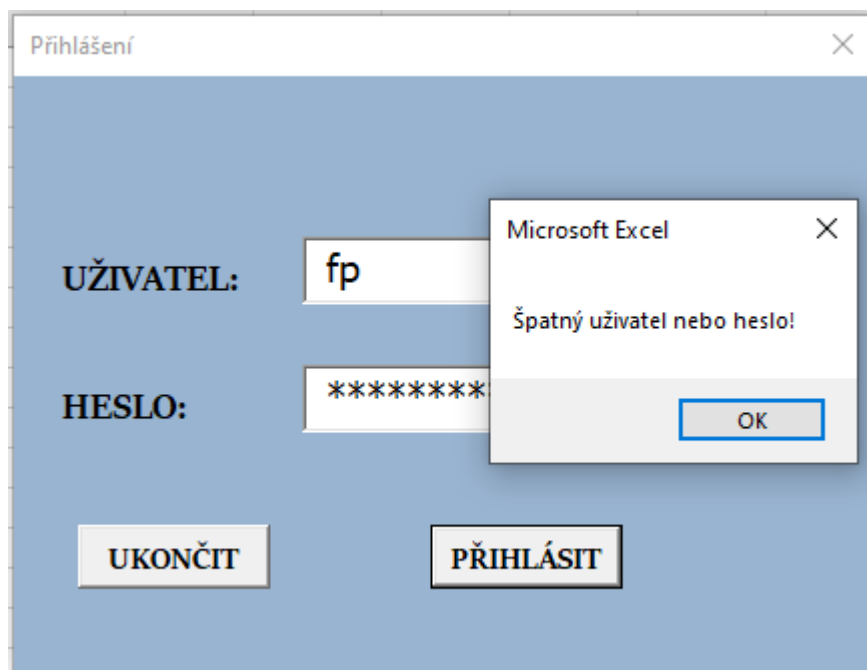 Přihlášení
Microsoft Excel
UŽIVATEL: fp
Špatný uživatel nebo heslo!
HESLO: **********
OK
UKONČIT PŘIHLÁSIT